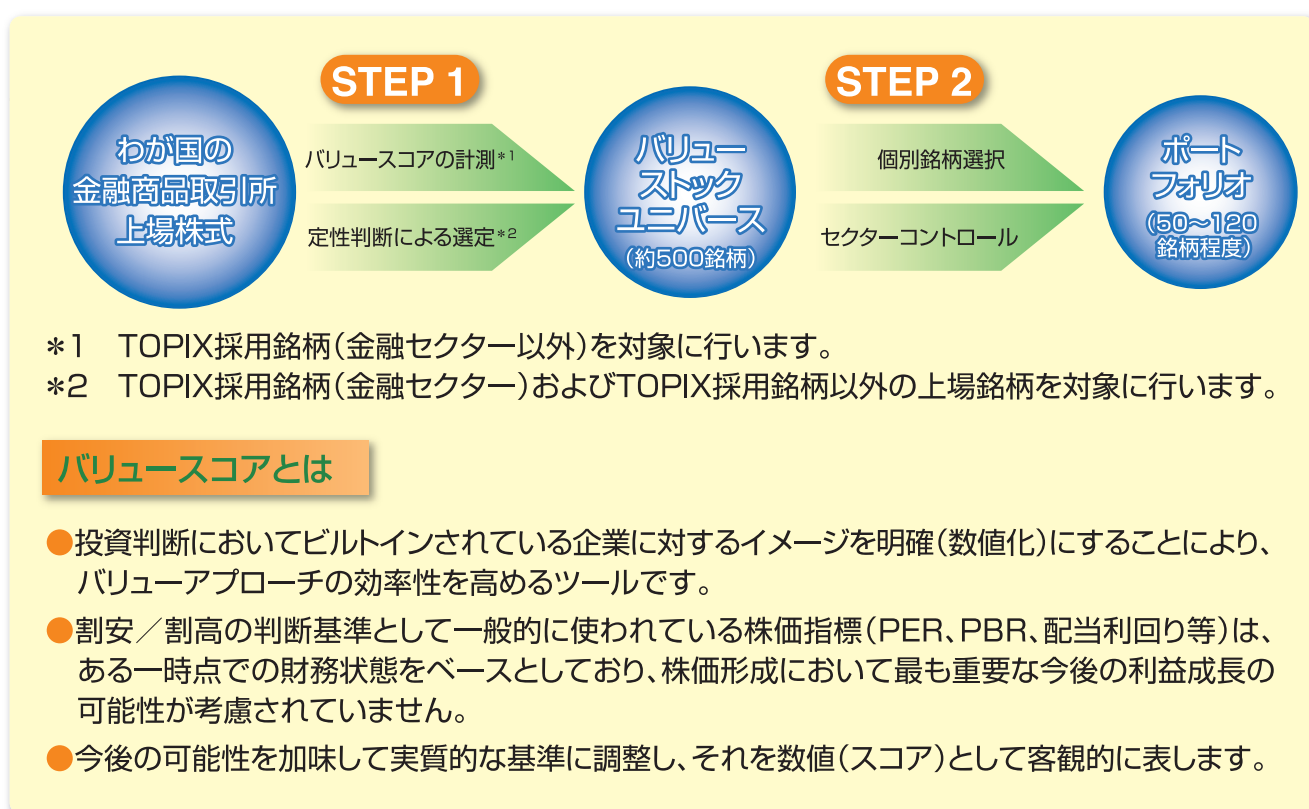 STEP 1
STEP 2
わが国の
金融商品取引所
上場株式
バリュースコアの計測*1
定性判断による選定*2
バリュー
ストック
ユニバース
(約500銘柄)
個別銘柄選択
セクターコントロール
ポート
フォリオ
(50〜120
銘柄程度)
*1 TOPIX採用銘柄(金融セクター以外)を対象に行います。
*2 TOPIX採用銘柄(金融セクター)およびTOPIX採用銘柄以外の上場銘柄を対象に行います。
バリュースコアとは
●投資判断においてビルトインされている企業に対するイメージを明確(数値化)にすることにより、
バリューアプローチの効率性を高めるツールです。
●割安/割高の判断基準として一般的に使われている株価指標(PER、PBR、配当利回り等)は、
ある一時点での財務状態をベースとしており、株価形成において最も重要な今後の利益成長の
可能性が考慮されていません。
●今後の可能性を加味して実質的な基準に調整し、それを数値(スコア)として客観的に表します。